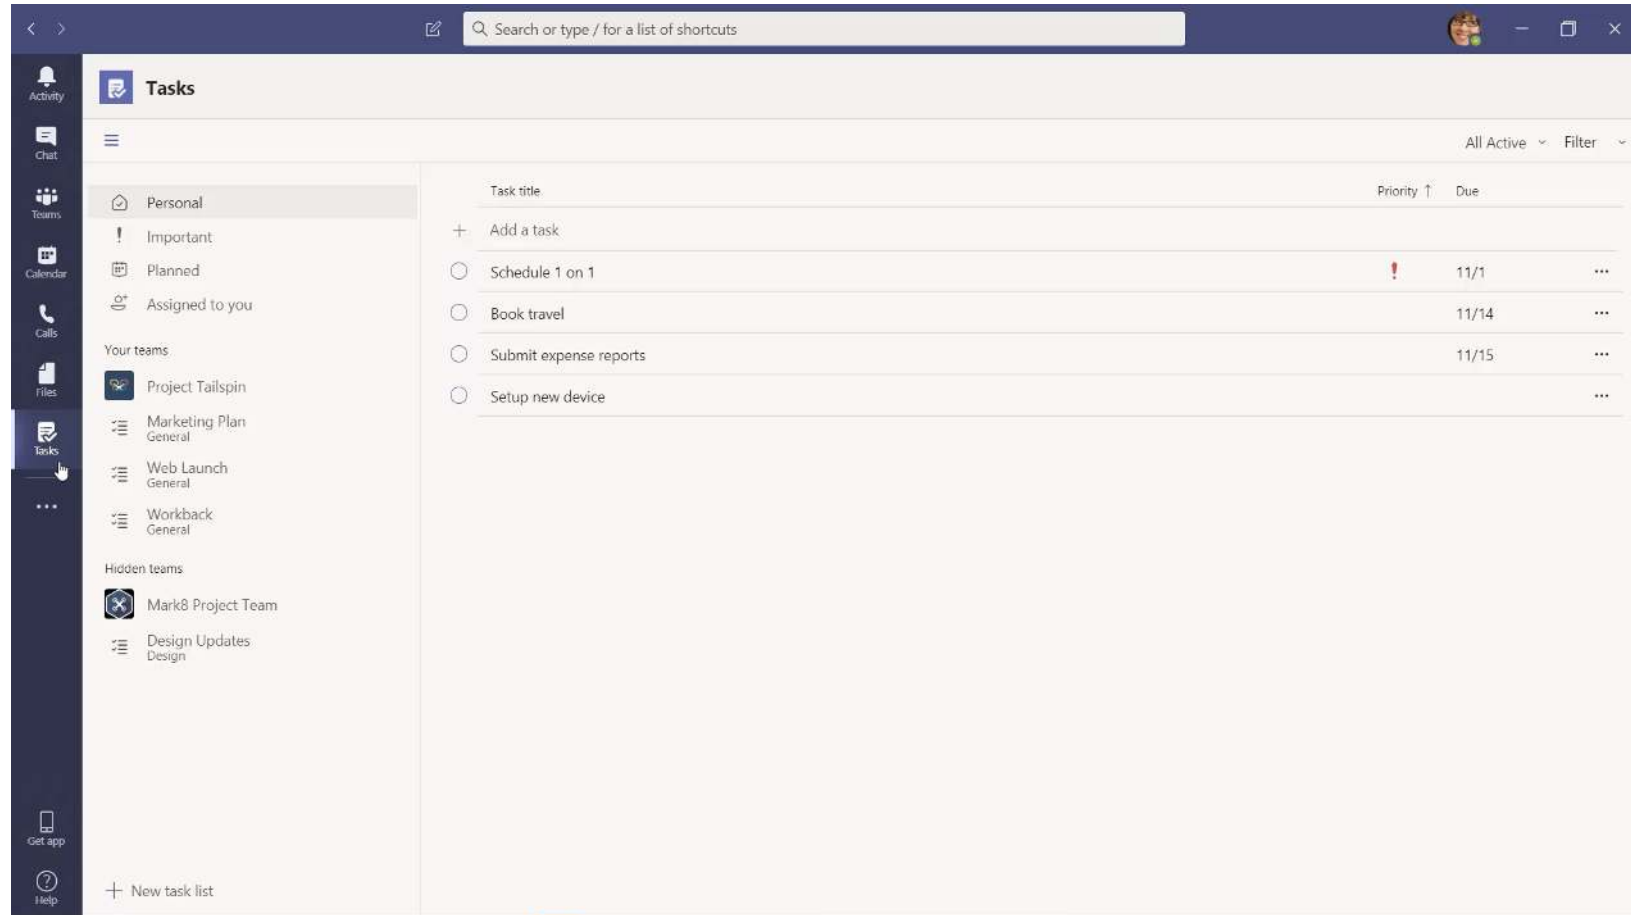 Search or type / for a list of shortcuts
Activity
Chat
Teams
Calendar
Calls
Files
Tasks
Get app
Help
Tasks
All Active
Filter
Personal
Important
Planned
Assigned to you
Your teams
Project Tailspin
Marketing Plan
General
Web Launch
General
Workback
General
Hidden teams
Mark8 Project Team
Design Updates
Design
+ New task list
Task title Priority ↑ Due
+ Add a task
Schedule 1 on 1 11/1
Book travel 11/14
Submit expense reports 11/15
Setup new device